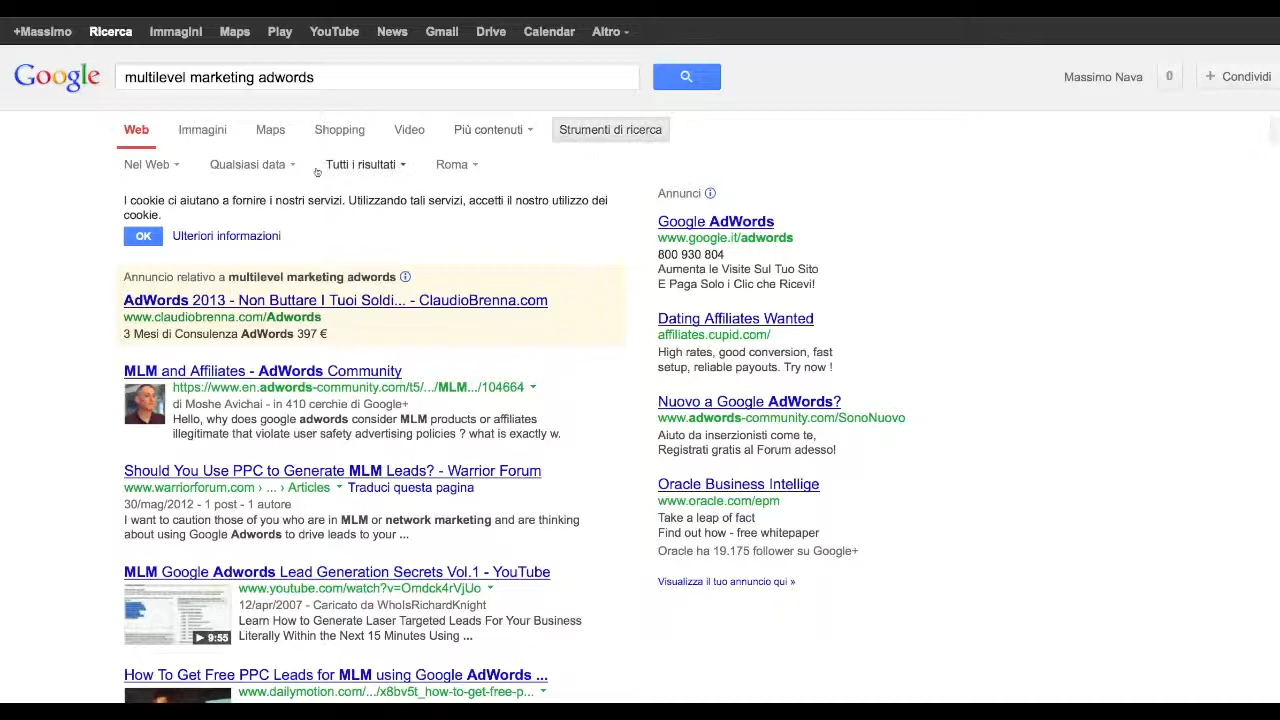 +Massimo Ricerca Immagini Maps Play YouTube News Gmail Drive Calendar Altro
Google multilevel marketing adwords Massimo Nava 0 + Condividi
Web Immagini Maps Shopping Video Più contenuti Strumenti di ricerca
Nel Web Qualsiasi data Tutti i risultati Roma
I cookie ci aiutano a fornire i nostri servizi. Utilizzando tali servizi, accetti il nostro utilizzo dei
cookie.
OK Ulteriori informazioni
Annuncio relativo a multilevel marketing adwords
AdWords 2013 - Non Buttare I Tuoi Soldi... - ClaudioBrenna.com
www.claudiobrenna.com/Adwords
3 Mesi di Consulenza AdWords 397 €
MLM and Affiliates - AdWords Community
https://www.en.adwords-community.com/t5/.../MLM.../104664
di Moshe Avichai - in 410 cerchie di Google+
Hello, why does google adwords consider MLM products or affiliates
illegitimate that violate user safety advertising policies ? what is exactly w.
Should You Use PPC to Generate MLM Leads? - Warrior Forum
www.warriorforum.com › ... › Articles Traduci questa pagina
30/mag/2012 - 1 post - 1 autore
I want to caution those of you who are in MLM or network marketing and are thinking
about using Google Adwords to drive leads to your ...
MLM Google Adwords Lead Generation Secrets Vol.1 - YouTube
www.youtube.com/watch?v=Omdck4rVjUo
12/apr/2007 - Caricato da WhoIsRichardKnight
Learn How to Generate Laser Targeted Leads For Your Business
Literally Within the Next 15 Minutes Using ...
9:55
How To Get Free PPC Leads for MLM using Google AdWords ...
www.dailymotion.com/.../x8bv5t_how-to-get-free-p...
Annunci
Google AdWords
www.google.it/adwords
800 930 804
Aumenta le Visite Sul Tuo Sito
E Paga Solo i Clic che Ricevi!
Dating Affiliates Wanted
affiliates.cupid.com/
High rates, good conversion, fast
setup, reliable payouts. Try now !
Nuovo a Google AdWords?
www.adwords-community.com/SonoNuovo
Aiuto da inserzionisti come te,
Registrati gratis al Forum adesso!
Oracle Business Intellige
www.oracle.com/epm
Take a leap of fact
Find out how - free whitepaper
Oracle ha 19.175 follower su Google+
Visualizza il tuo annuncio qui »